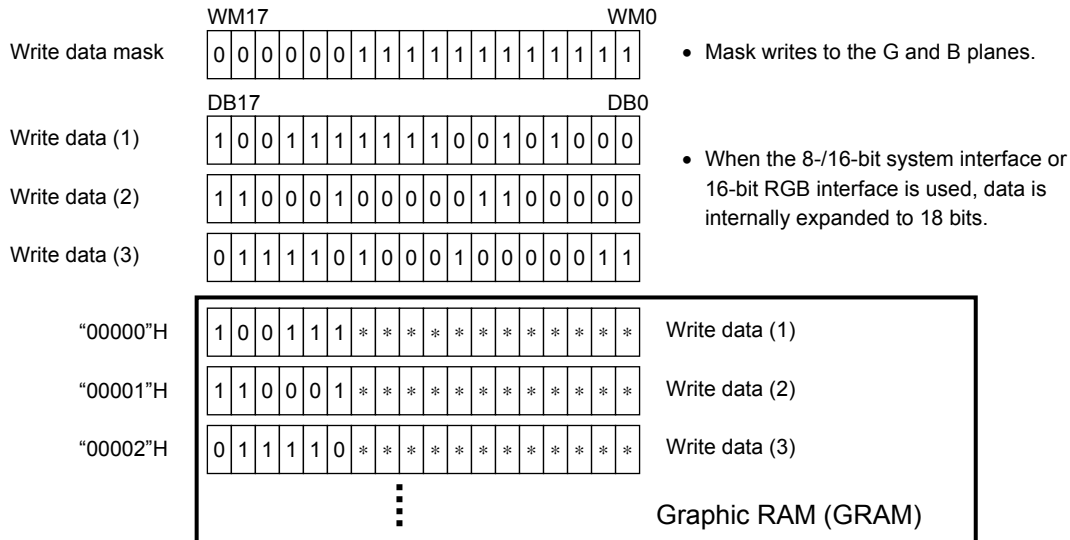 WM17 WM0
Write data mask 0 0 0 0 0 0 1 1 1 1 1 1 1 1 1 1 1 1 • Mask writes to the G and B planes.
DB17 DB0
Write data (1) 1 0 0 1 1 1 1 1 1 1 0 0 1 0 1 0 0 0
Write data (2) 1 1 0 0 0 1 0 0 0 0 0 1 1 0 0 0 0 0
Write data (3) 0 1 1 1 1 0 1 0 0 0 1 0 0 0 0 0 1 1
• When the 8-/16-bit system interface or
16-bit RGB interface is used, data is
internally expanded to 18 bits.
“00000”H 1 0 0 1 1 1 * * * * * * * * * * * * Write data (1)
“00001”H 1 1 0 0 0 1 * * * * * * * * * * * * Write data (2)
“00002”H 0 1 1 1 1 0 * * * * * * * * * * * * Write data (3)
Graphic RAM (GRAM)